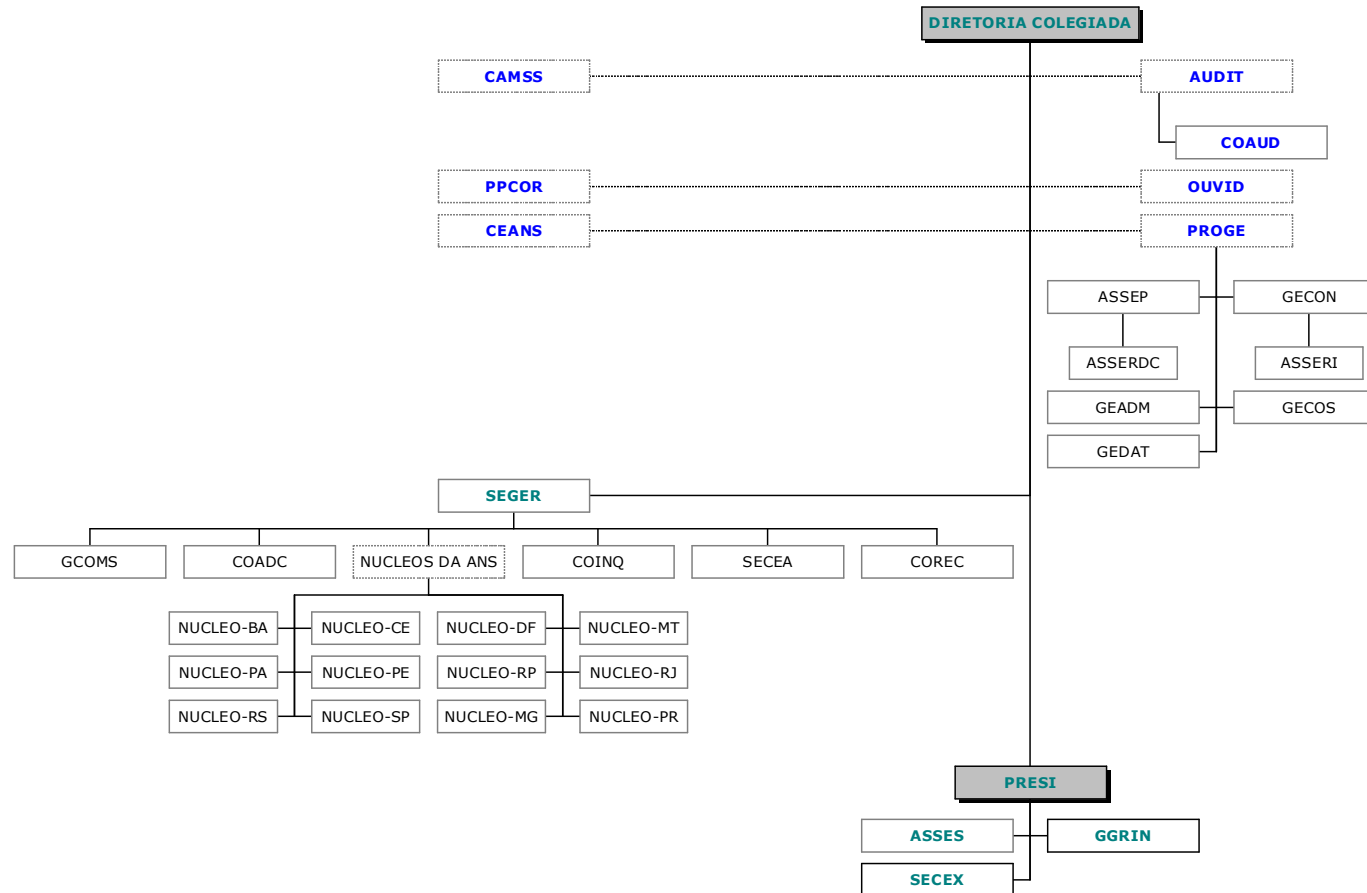 DIRETORIA COLEGIADA
CAMSS
AUDIT
COAUD
PPCOR
OUVID
CEANS
PROGE
ASSEP
GECON
ASSERDC
ASSERI
GEADM
GECOS
GEDAT
SEGER
GCOMS
COADC
NUCLEOS DA ANS
COINQ
SECEA
COREC
NUCLEO-BA
NUCLEO-CE
NUCLEO-DF
NUCLEO-MT
NUCLEO-PA
NUCLEO-PE
NUCLEO-RP
NUCLEO-RJ
NUCLEO-RS
NUCLEO-SP
NUCLEO-MG
NUCLEO-PR
PRESI
ASSES
GGRIN
SECEX